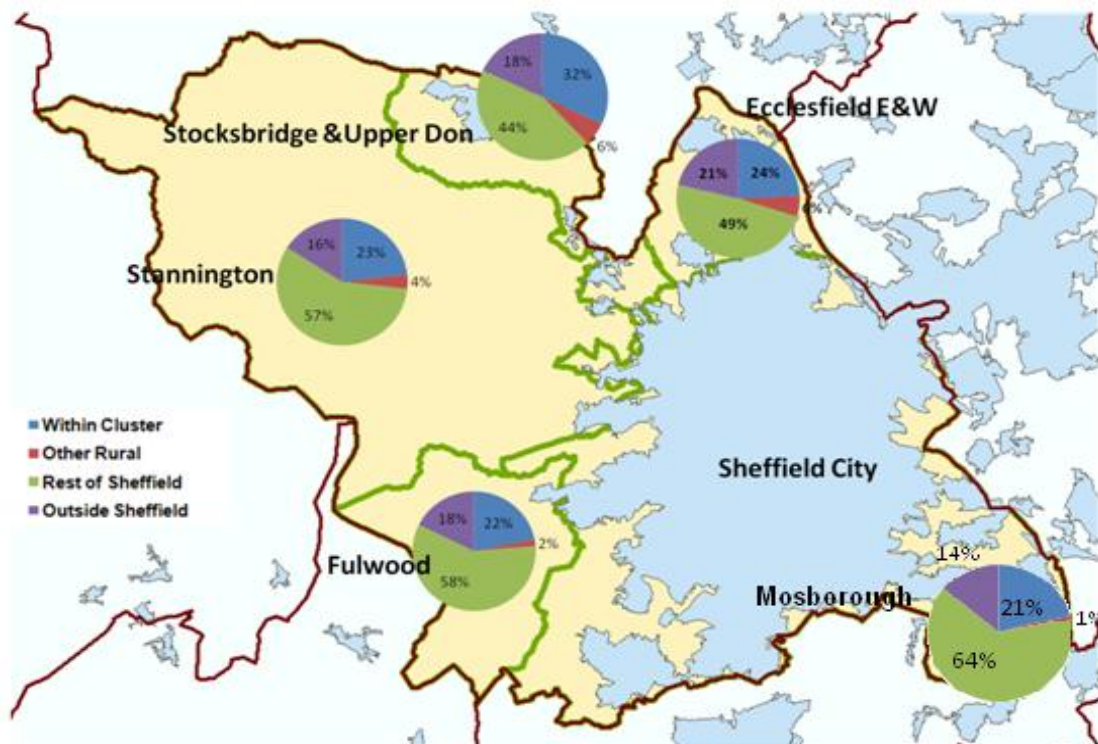 18%
32%
44%
6%
Stocksbridge &Upper Don
Ecclesfield E&W
21%
24%
49%
Stannington
16%
23%
4%
57%
Within Cluster
Other Rural
Rest of Sheffield
Outside Sheffield
Sheffield City
Fulwood
18%
22%
2%
58%
Mosborough
14%
21%
1%
64%